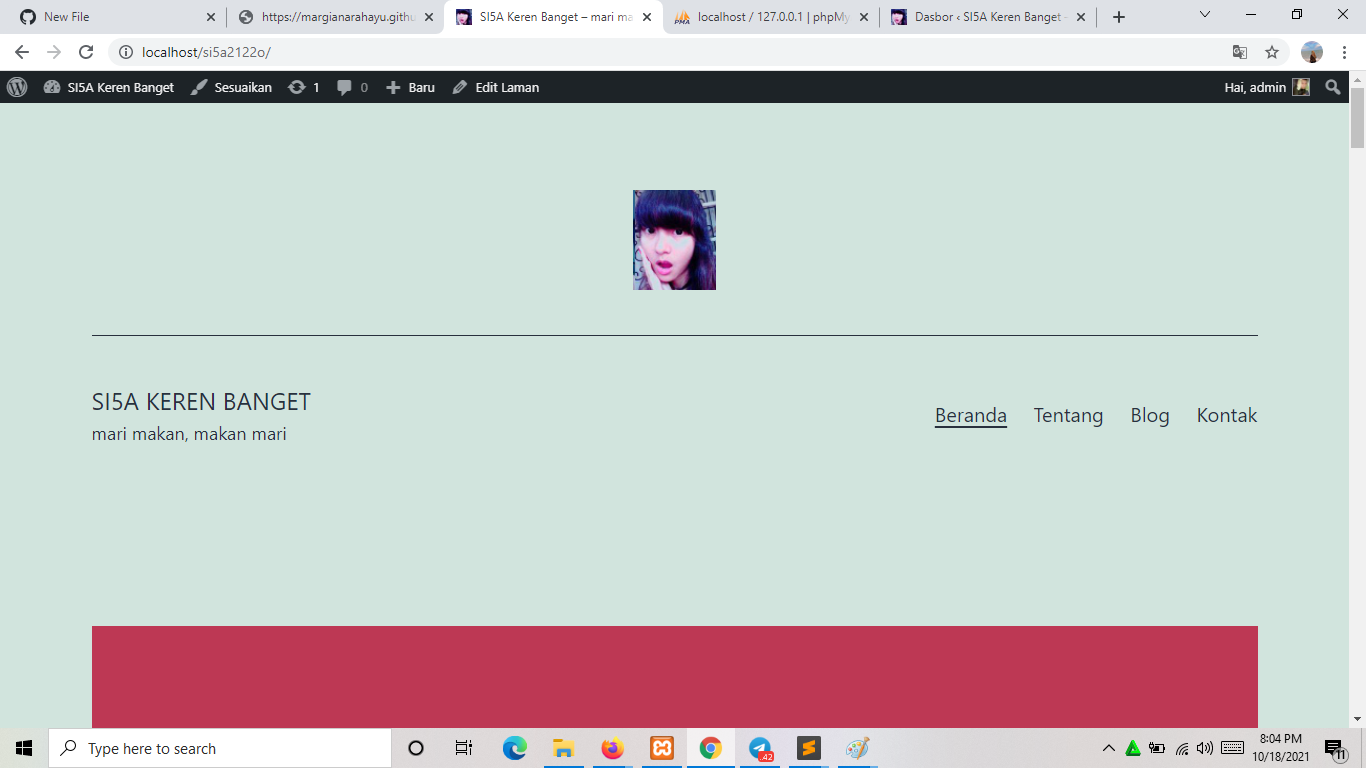 New File
https://margianarahayu.githu
SI5A Keren Banget – mari ma
localhost / 127.0.0.1 | phpMy
Dasbor ‹ SI5A Keren Banget
localhost/si5a2122o/
SI5A Keren Banget
Sesuaikan
1
0
Baru
Edit Laman
Hai, admin
SI5A KEREN BANGET
mari makan, makan mari
Beranda
Tentang
Blog
Kontak
Type here to search
42
8:04 PM
10/18/2021
11